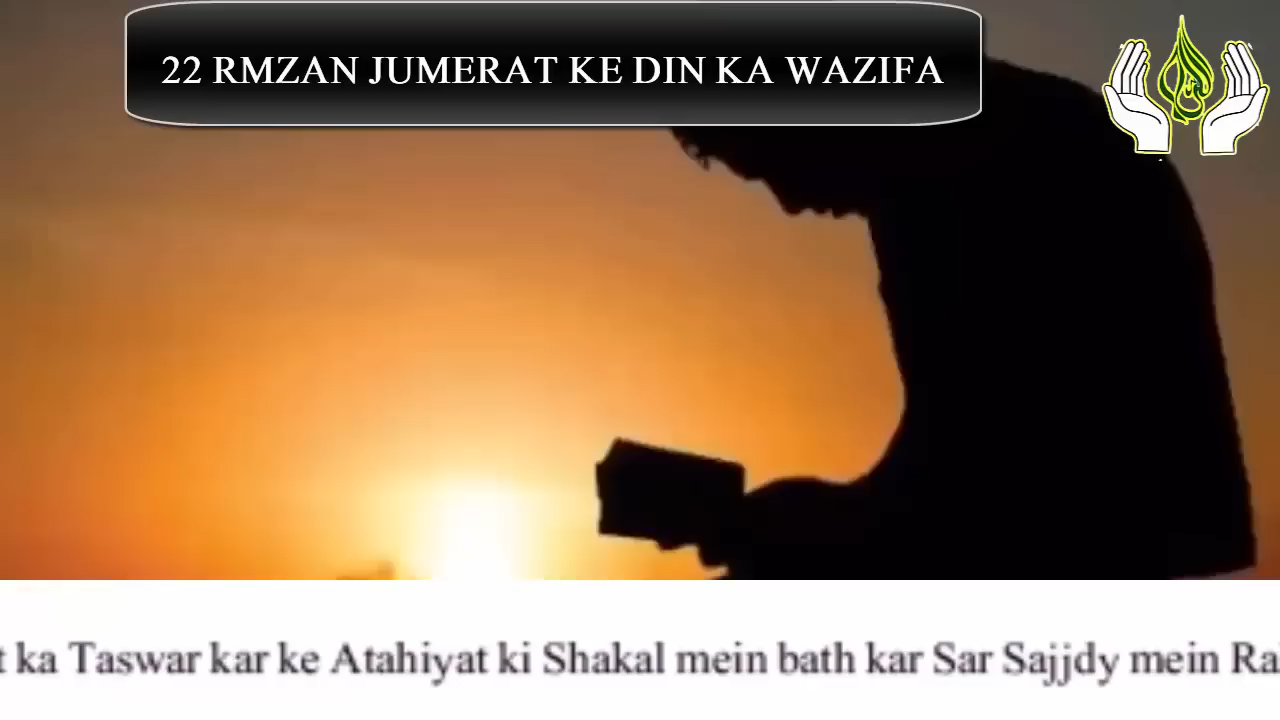 22 RMZAN JUMERAT KE DIN KA WAZIFA
ka Taswar kar ke Atahiyat ki Shakal mein bath kar Sar Sajjdy mein